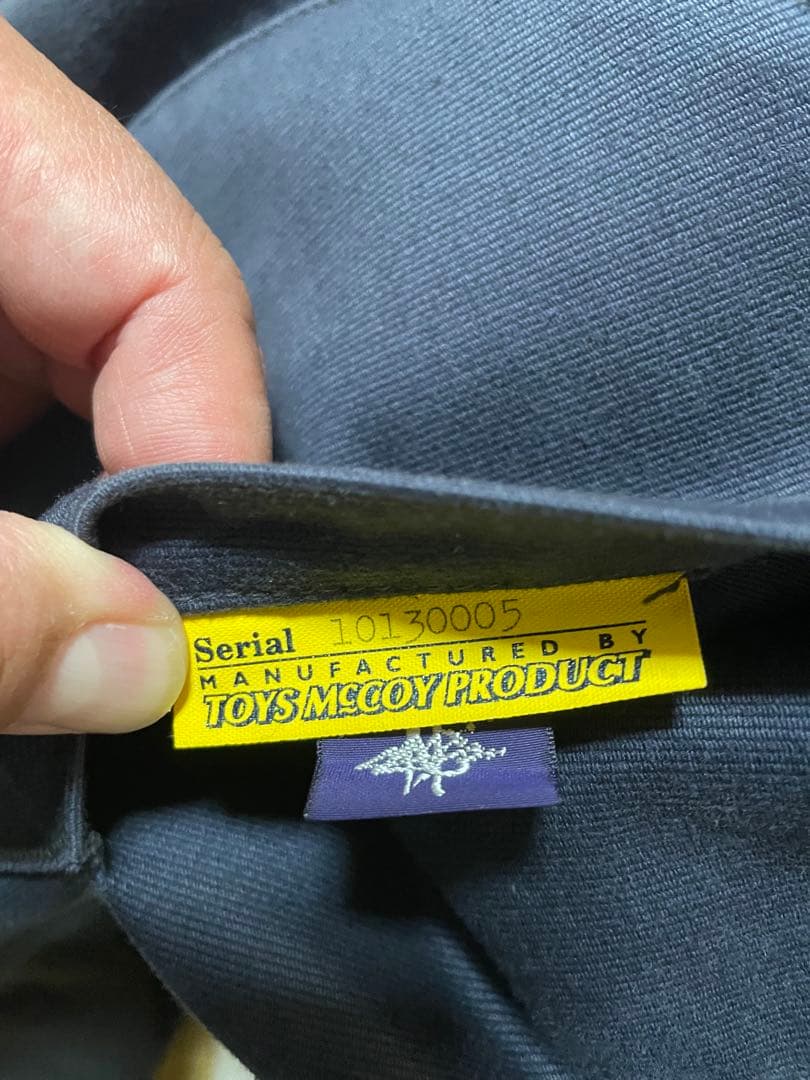 Serial 10130005
MANUFACTURED BY
TOYS McCOY PRODUCT